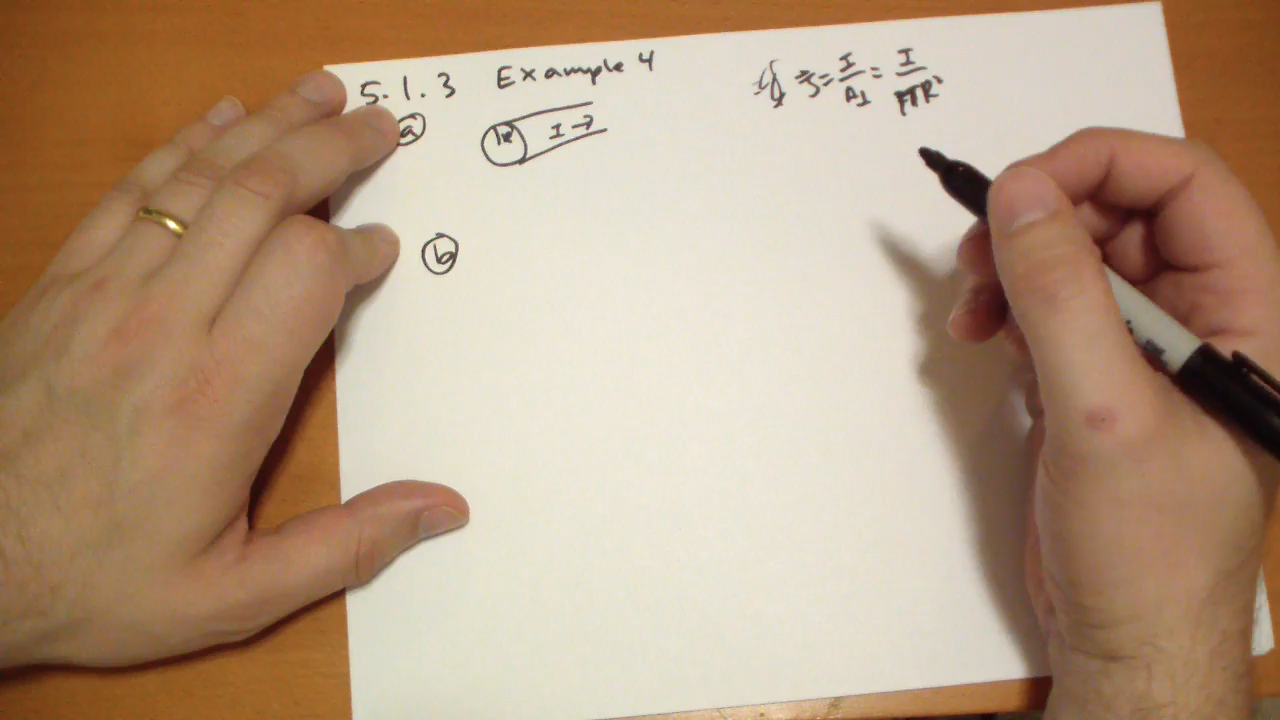 5.1.3 Example 4
J = I/A⊥ = I/πR²
ⓐ
R I →
ⓑ